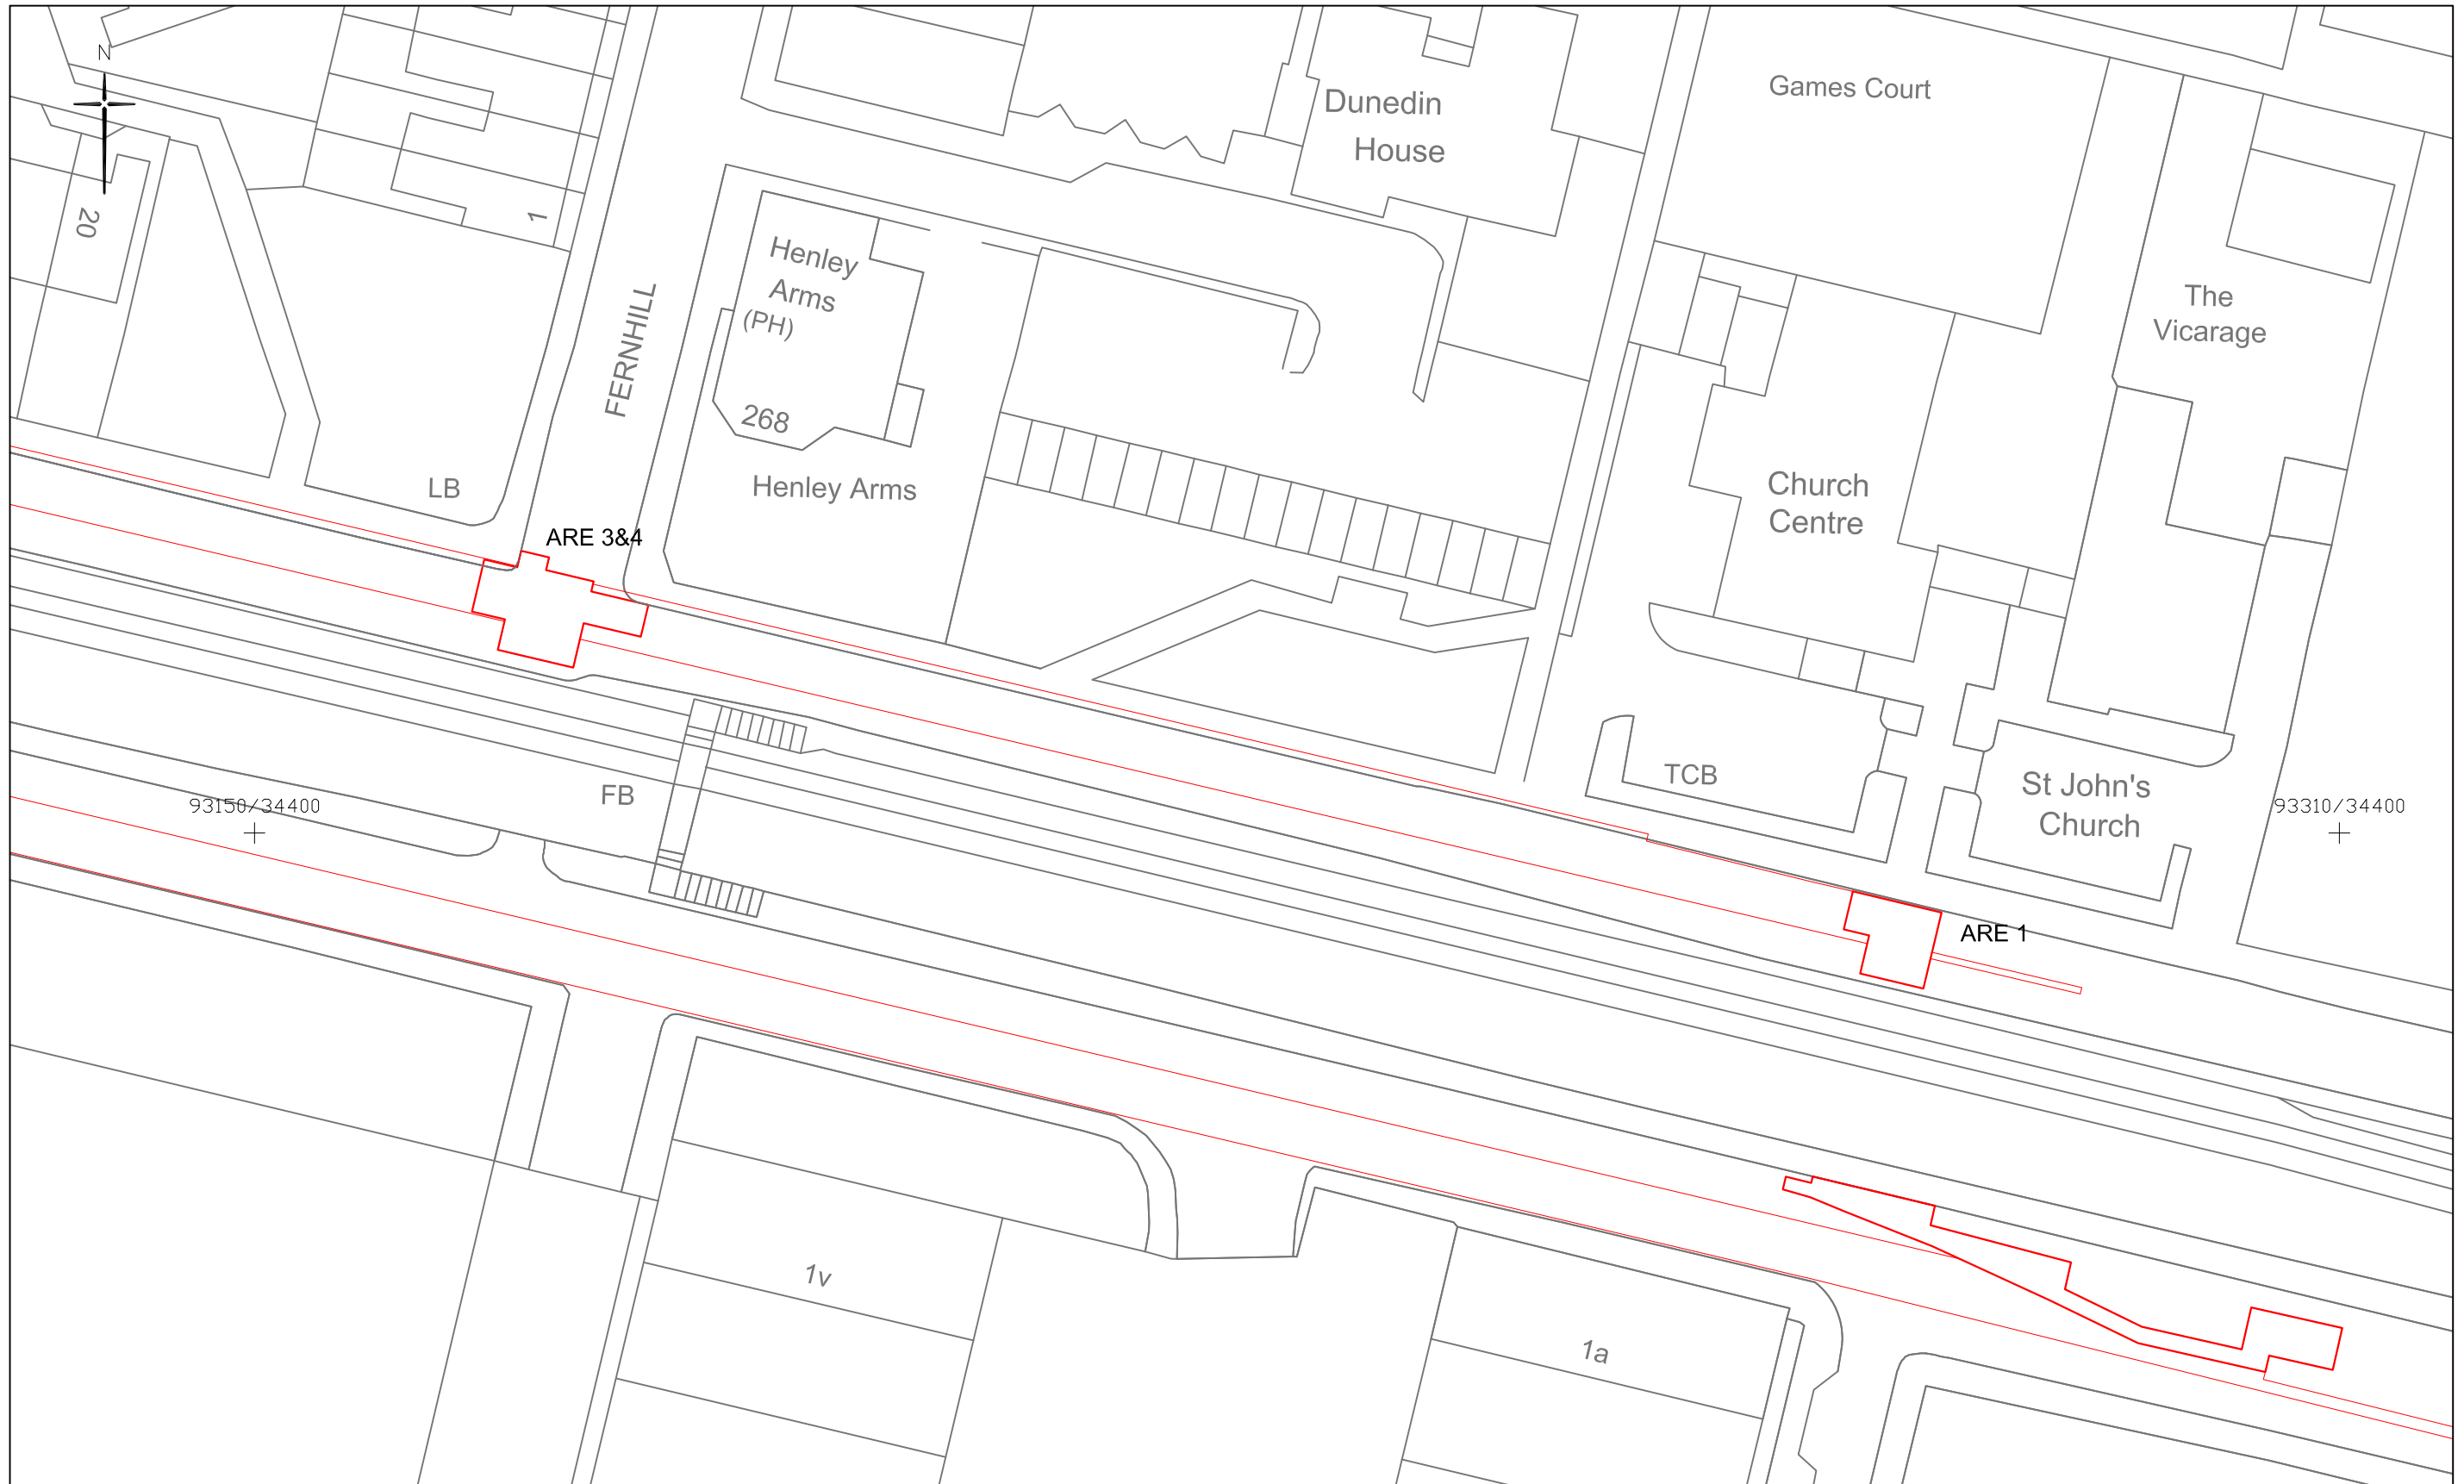 N
Dunedin
House
Games Court
20
1
Henley
Arms
(PH)
The
Vicarage
FERNHILL
268
Henley Arms
LB
Church
Centre
ARE 3&4
TCB
St John's
Church
FB
93150/34400
93310/34400
ARE 1
1v
1a